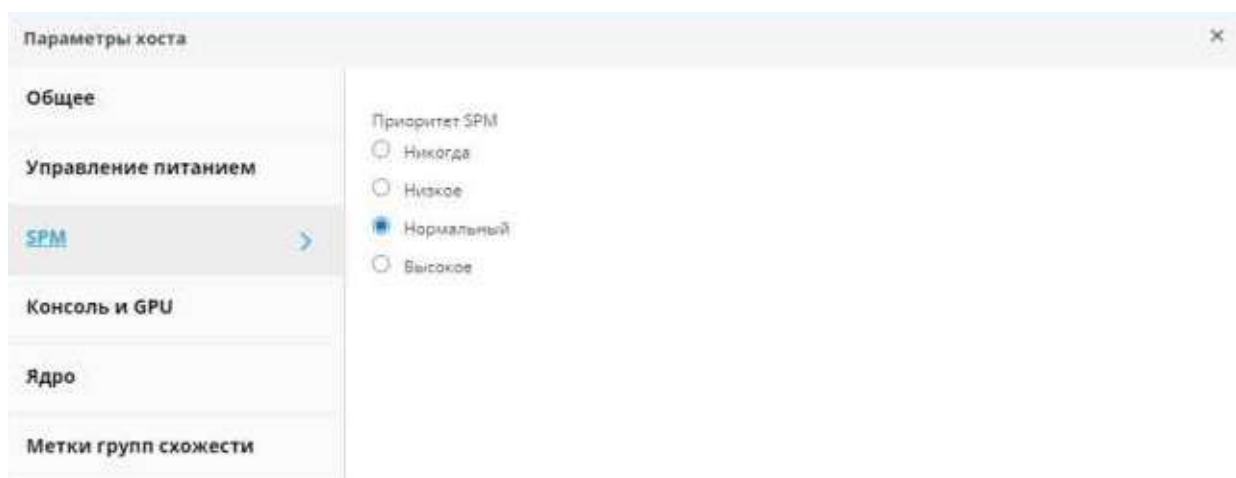 Параметры хоста
Общее
Управление питанием
SPM
Консоль и GPU
Ядро
Метки групп схожести
Приоритет SPM
Никогда
Низкое
Нормальный
Высокое